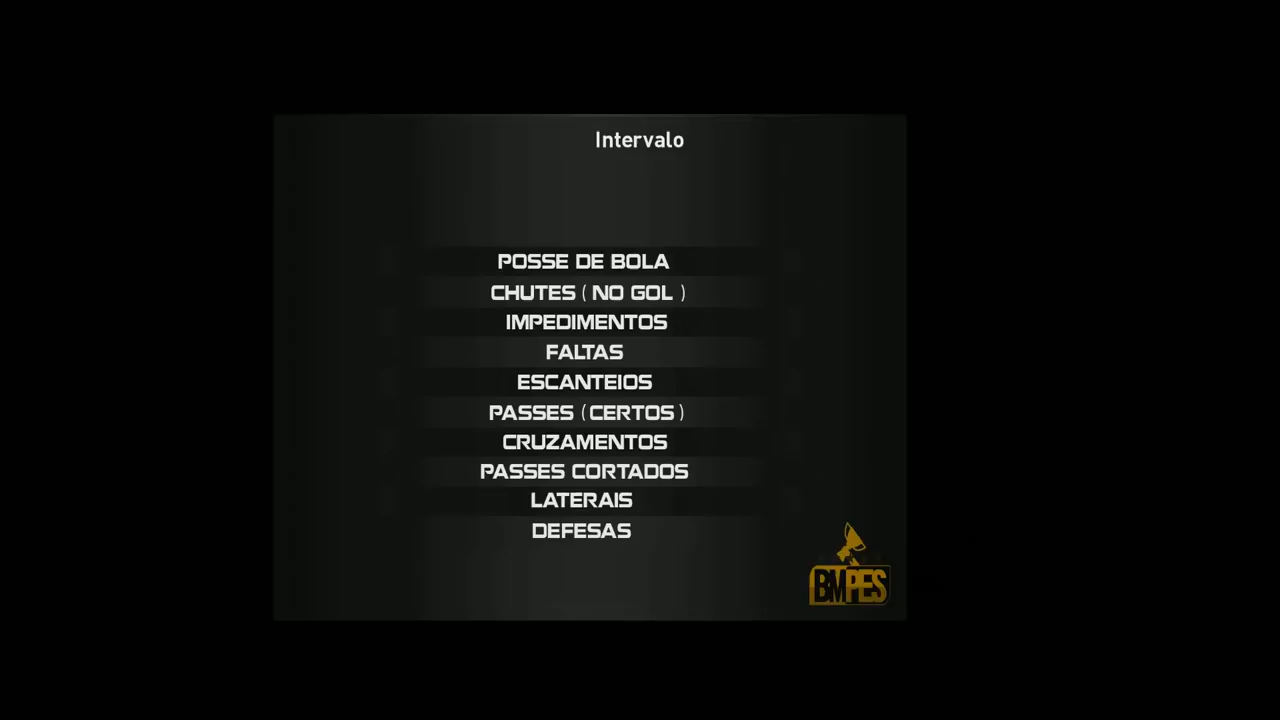 Intervalo
POSSE DE BOLA
CHUTES ( NO GOL )
IMPEDIMENTOS
FALTAS
ESCANTEIOS
PASSES ( CERTOS )
CRUZAMENTOS
PASSES CORTADOS
LATERAIS
DEFESAS
BMPES